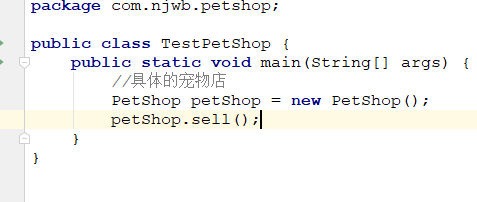 package com.njwb.petshop;
public class TestPetShop {
public static void main(String[] args) {
//具体的宠物店
PetShop petShop = new PetShop();
petShop.sell();
}
}